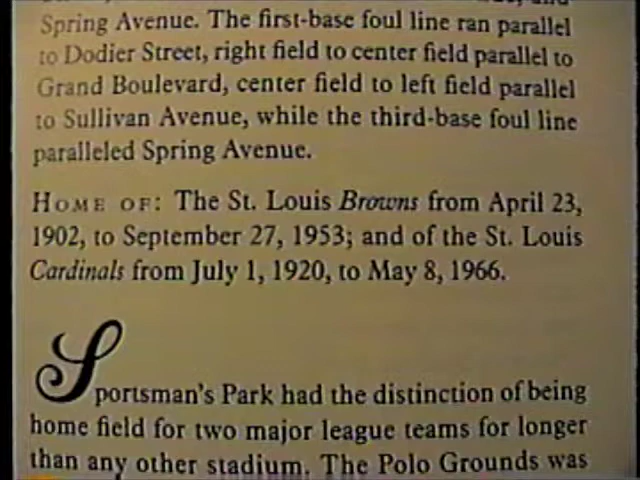 and
Spring Avenue. The first-base foul line ran parallel
to Dodier Street, right field to center field parallel to
Grand Boulevard, center field to left field parallel
to Sullivan Avenue, while the third-base foul line
paralleled Spring Avenue.
HOME OF: The St. Louis Browns from April 23,
1902, to September 27, 1953; and of the St. Louis
Cardinals from July 1, 1920, to May 8, 1966.
Sportsman's Park had the distinction of being
home field for two major league teams for longer
than any other stadium. The Polo Grounds was